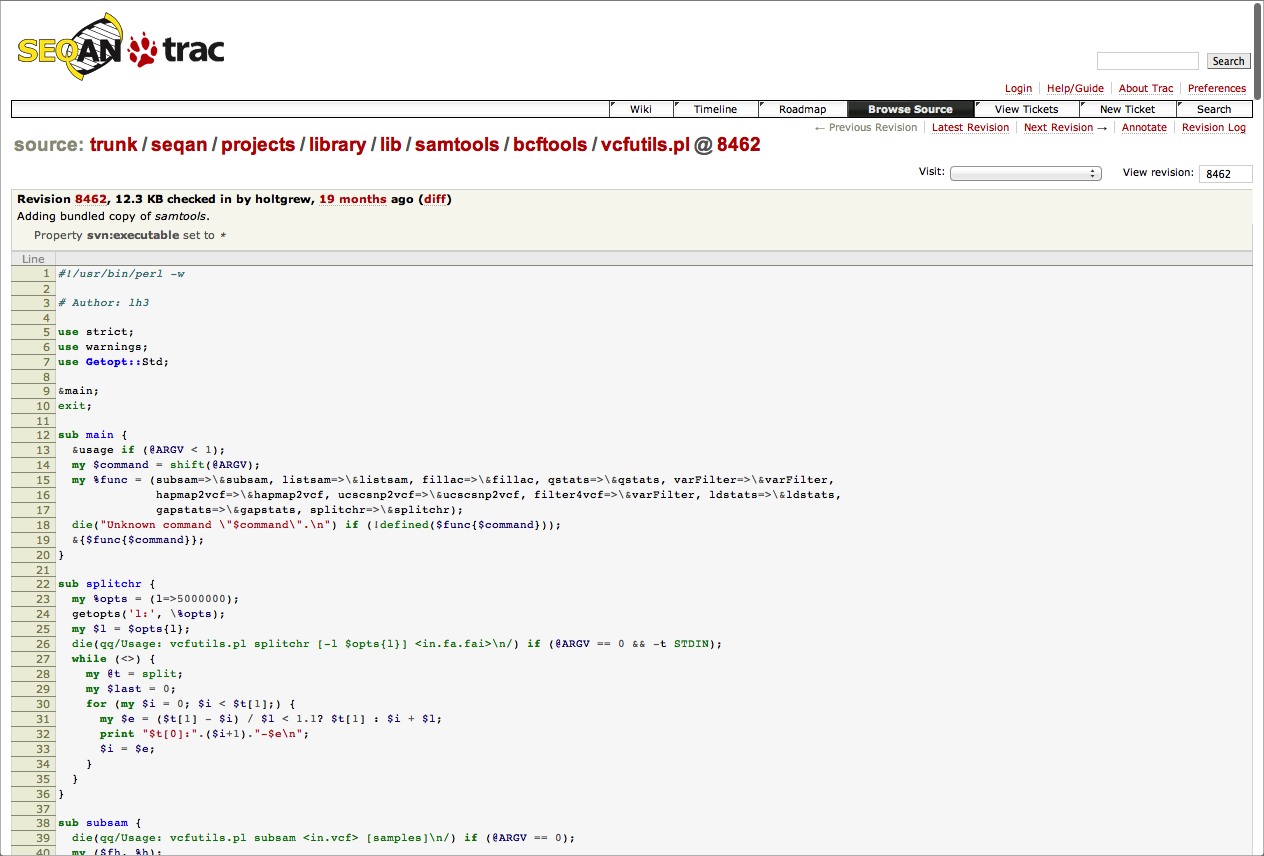 SEQAN trac
Search
Login Help/Guide About Trac Preferences
Wiki Timeline Roadmap Browse Source View Tickets New Ticket Search
← Previous Revision Latest Revision Next Revision → Annotate Revision Log
source: trunk / seqan / projects / library / lib / samtools / bcftools / vcfutils.pl @ 8462
Visit: View revision: 8462
Revision 8462, 12.3 KB checked in by holtgrew, 19 months ago (diff)
Adding bundled copy of samtools.
Property svn:executable set to *
Line
1 #!/usr/bin/perl -w
2
3 # Author: lh3
4
5 use strict;
6 use warnings;
7 use Getopt::Std;
8
9 &main;
10 exit;
11
12 sub main {
13   &usage if (@ARGV < 1);
14   my $command = shift(@ARGV);
15   my %func = (subsam=>\&subsam, listsam=>\&listsam, fillac=>\&fillac, qstats=>\&qstats, varFilter=>\&varFilter,
16               hapmap2vcf=>\&hapmap2vcf, ucscsnp2vcf=>\&ucscsnp2vcf, filter4vcf=>\&varFilter, ldstats=>\&ldstats,
17               gapstats=>\&gapstats, splitchr=>\&splitchr);
18   die("Unknown command \"$command\".\n") if (!defined($func{$command}));
19   &{$func{$command}};
20 }
21
22 sub splitchr {
23   my %opts = (l=>5000000);
24   getopts('l:', \%opts);
25   my $l = $opts{l};
26   die(qq/Usage: vcfutils.pl splitchr [-l $opts{l}] <in.fa.fai>\n/) if (@ARGV == 0 && -t STDIN);
27   while (<>) {
28     my @t = split;
29     my $last = 0;
30     for (my $i = 0; $i < $t[1];) {
31       my $e = ($t[1] - $i) / $l < 1.1? $t[1] : $i + $l;
32       print "$t[0]:".($i+1)."-$e\n";
33       $i = $e;
34     }
35   }
36 }
37
38 sub subsam {
39   die(qq/Usage: vcfutils.pl subsam <in.vcf> [samples]\n/) if (@ARGV == 0);
40   my ($fh, %h);